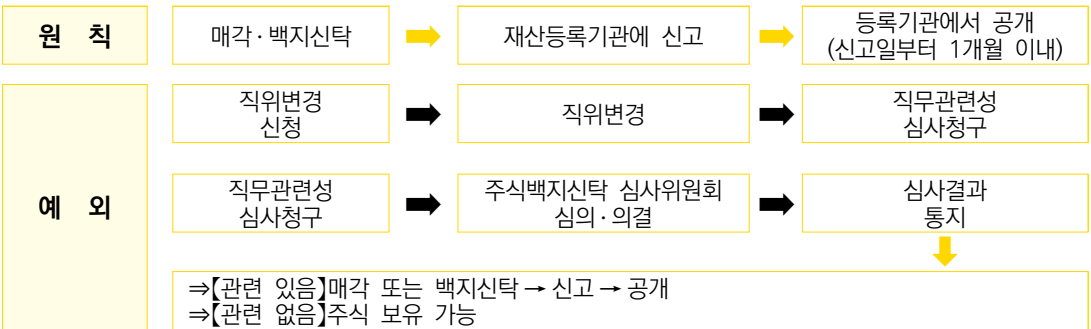 원 칙
매각·백지신탁
재산등록기관에 신고
등록기관에서 공개
(신고일부터 1개월 이내)
예 외
직위변경
신청
직위변경
직무관련성
심사청구
직무관련성
심사청구
주식백지신탁 심사위원회
심의·의결
심사결과
통지
⇒【관련 있음】매각 또는 백지신탁 → 신고 → 공개
⇒【관련 없음】주식 보유 가능